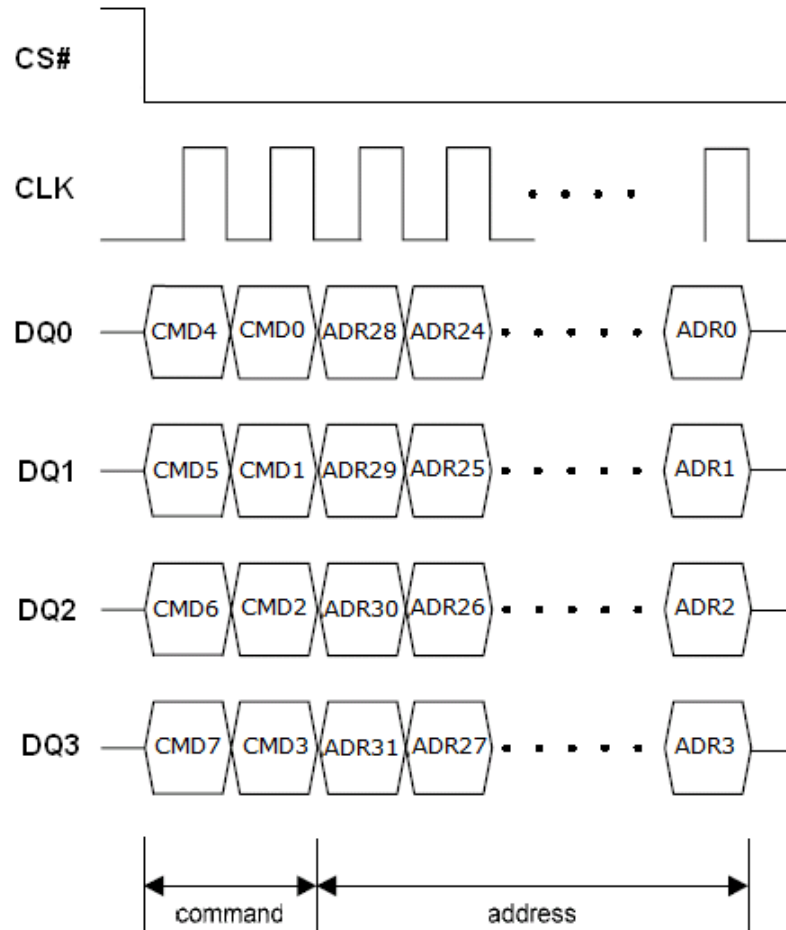 CS#
CLK
DQ0 CMD4 CMD0 ADR28 ADR24 ADR0
DQ1 CMD5 CMD1 ADR29 ADR25 ADR1
DQ2 CMD6 CMD2 ADR30 ADR26 ADR2
DQ3 CMD7 CMD3 ADR31 ADR27 ADR3
command address